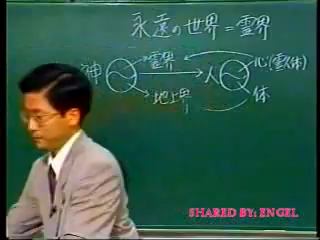 永遠の世界＝霊界
神 霊界 人 心(霊人体)
地上界 体
SHARED BY: ENGEL